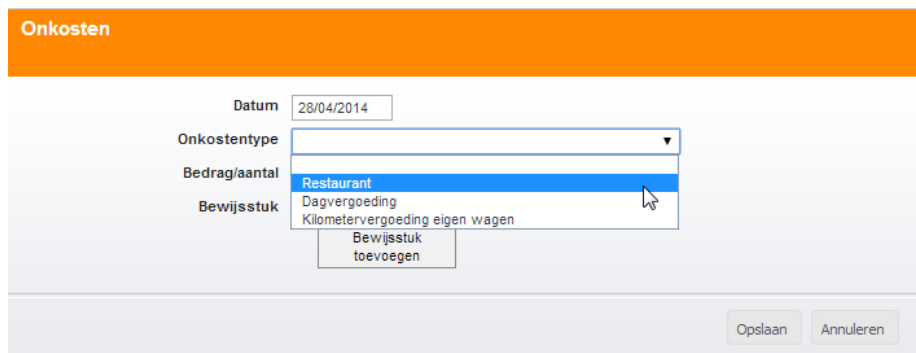 Onkosten
Datum 28/04/2014
Onkostentype
Bedrag/aantal
Restaurant
Bewijsstuk
Dagvergoeding
Kilometervergoeding eigen wagen
Bewijsstuk
toevoegen
Opslaan Annuleren